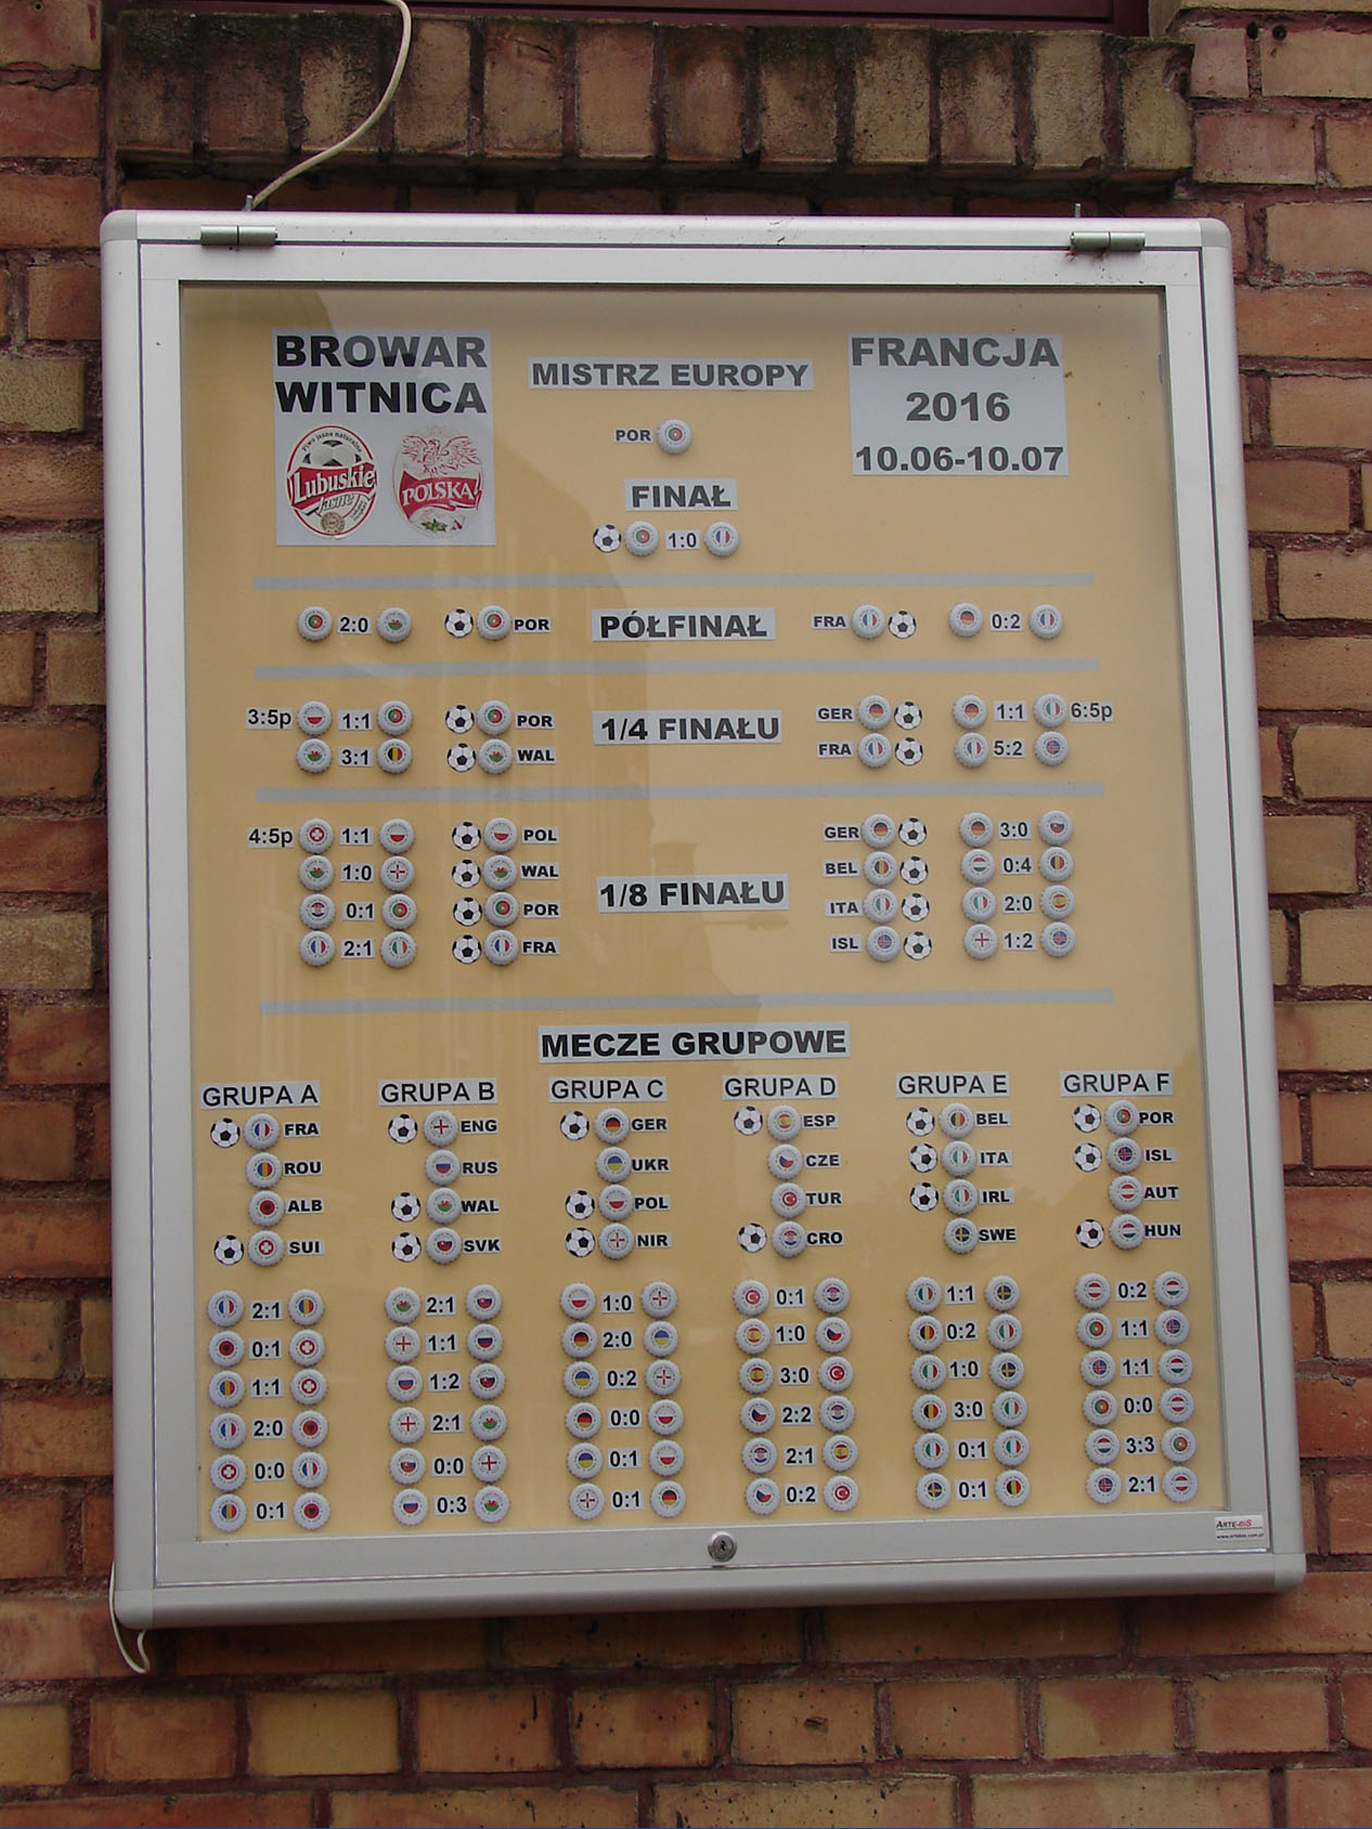 BROWAR
WITNICA
Piwo jasne naturalne
Lubuskie
jasne
POLSKA
MISTRZ EUROPY
POR
FRANCJA
2016
10.06-10.07
FINAŁ
1:0
2:0 POR
PÓŁFINAŁ
FRA 0:2
3:5p 1:1 POR
3:1 WAL
1/4 FINAŁU
GER 1:1 6:5p
FRA 5:2
4:5p 1:1 POL
1:0 WAL
0:1 POR
2:1 FRA
1/8 FINAŁU
GER 3:0
BEL 0:4
ITA 2:0
ISL 1:2
MECZE GRUPOWE
GRUPA A
FRA
ROU
ALB
SUI
2:1
0:1
1:1
2:0
0:0
0:1
GRUPA B
ENG
RUS
WAL
SVK
2:1
1:1
1:2
2:1
0:0
0:3
GRUPA C
GER
UKR
POL
NIR
1:0
2:0
0:2
0:0
0:1
0:1
GRUPA D
ESP
CZE
TUR
CRO
0:1
1:0
3:0
2:2
2:1
0:2
GRUPA E
BEL
ITA
IRL
SWE
1:1
0:2
1:0
3:0
0:1
0:1
GRUPA F
POR
ISL
AUT
HUN
0:2
1:1
1:1
0:0
3:3
2:1
ARTE-BIS